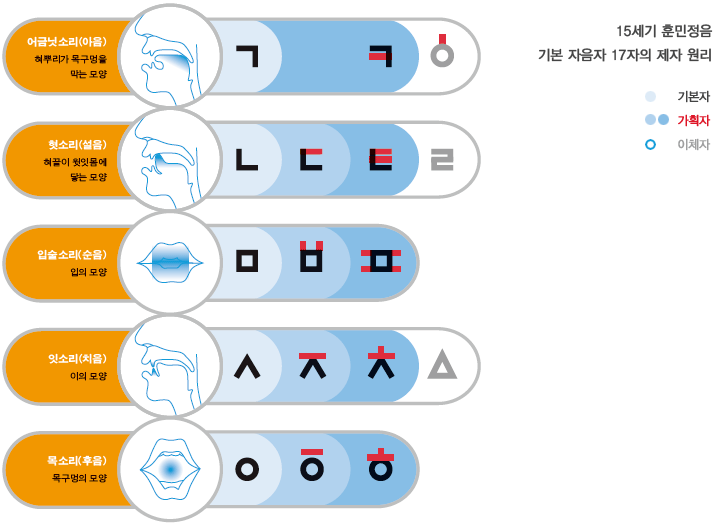 15세기 훈민정음
기본 자음자 17자의 제자 원리
기본자
가획자
이체자
어금닛소리(아음)
혀뿌리가 목구멍을
막는 모양
ㄱ ㅋ ㆁ
혓소리(설음)
혀끝이 윗잇몸에
닿는 모양
ㄴ ㄷ ㅌ ㄹ
입술소리(순음)
입의 모양
ㅁ ㅂ ㅍ
잇소리(치음)
이의 모양
ㅅ ㅈ ㅊ ㅿ
목소리(후음)
목구멍의 모양
ㅇ ㆆ ㅎ